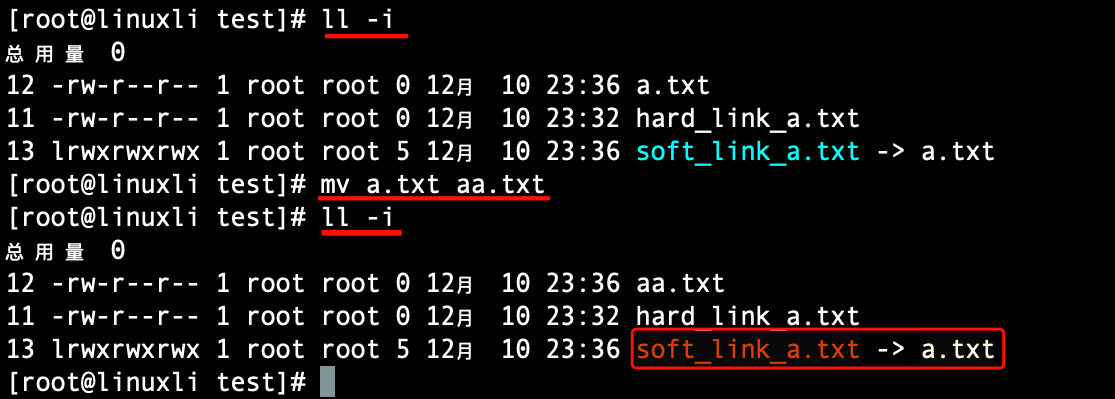 [root@linuxli test]# ll -i
总用量 0
12 -rw-r--r-- 1 root root 0 12月  10 23:36 a.txt
11 -rw-r--r-- 1 root root 0 12月  10 23:32 hard_link_a.txt
13 lrwxrwxrwx 1 root root 5 12月  10 23:36 soft_link_a.txt -> a.txt
[root@linuxli test]# mv a.txt aa.txt
[root@linuxli test]# ll -i
总用量 0
12 -rw-r--r-- 1 root root 0 12月  10 23:36 aa.txt
11 -rw-r--r-- 1 root root 0 12月  10 23:32 hard_link_a.txt
13 lrwxrwxrwx 1 root root 5 12月  10 23:36 soft_link_a.txt -> a.txt
[root@linuxli test]#